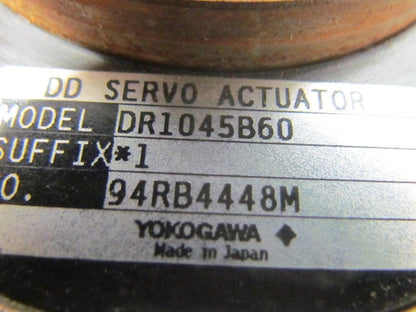 DD SERVO ACTUATOR
MODEL DR1045B60
SUFFIX*1
O. 94RB4448M
YOKOGAWA
Made in Japan